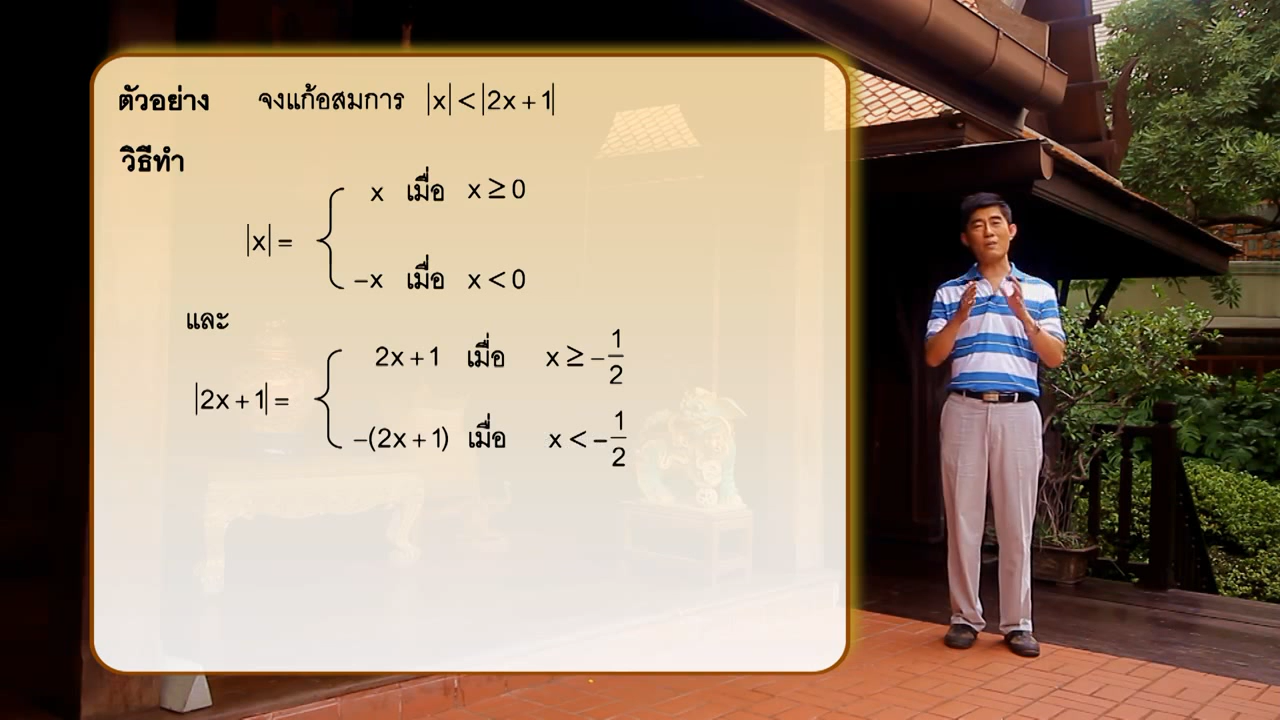 ตัวอย่าง จงแก้อสมการ |x| < |2x + 1|
วิธีทำ
x เมื่อ x ≥ 0
|x| =
−x เมื่อ x < 0
และ
2x + 1 เมื่อ x ≥ −1/2
|2x + 1| =
−(2x + 1) เมื่อ x < −1/2